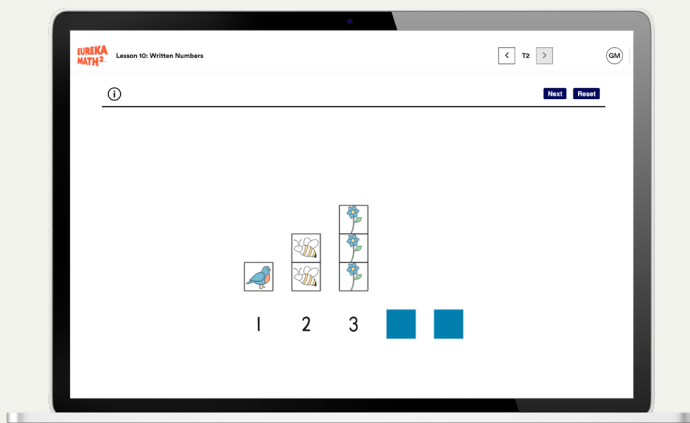 EUREKA
MATH²
Lesson 10: Written Numbers
T2
GM
Next Reset
1 2 3